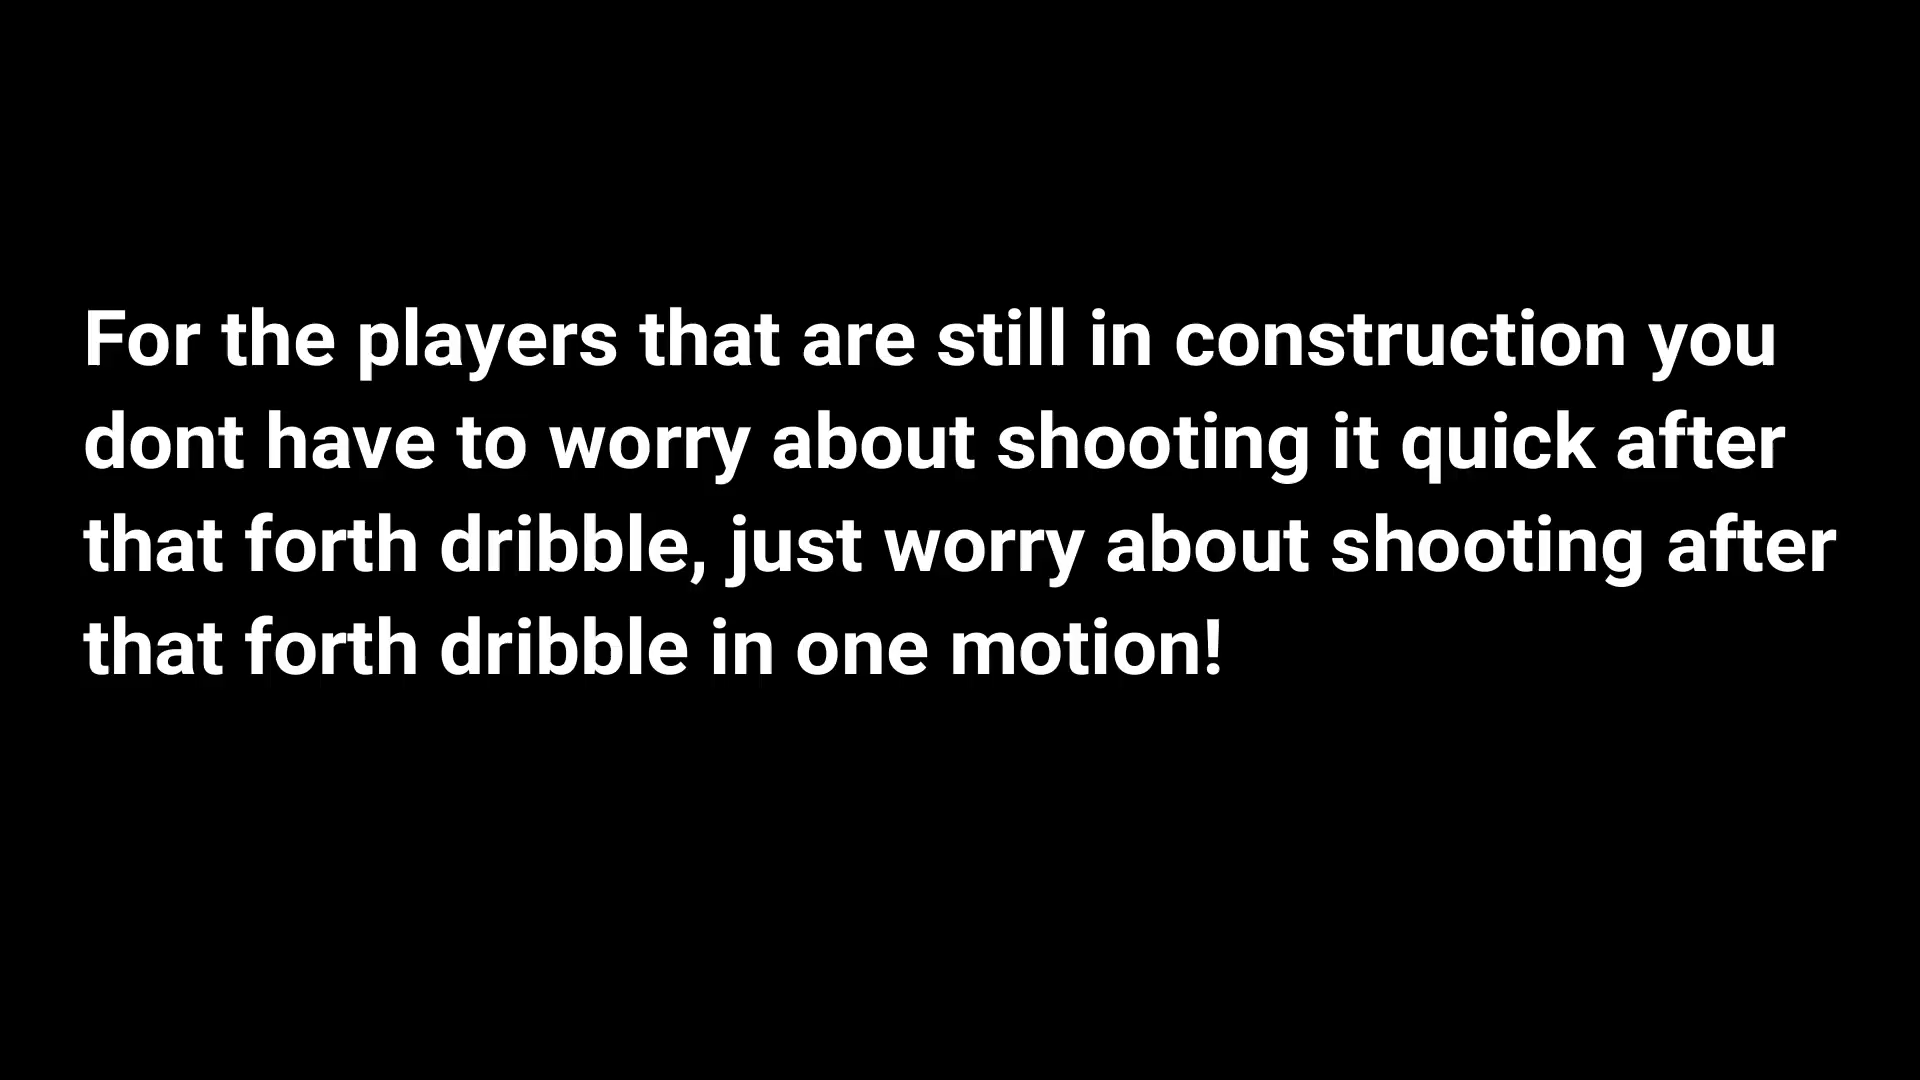 For the players that are still in construction you
dont have to worry about shooting it quick after
that forth dribble, just worry about shooting after
that forth dribble in one motion!